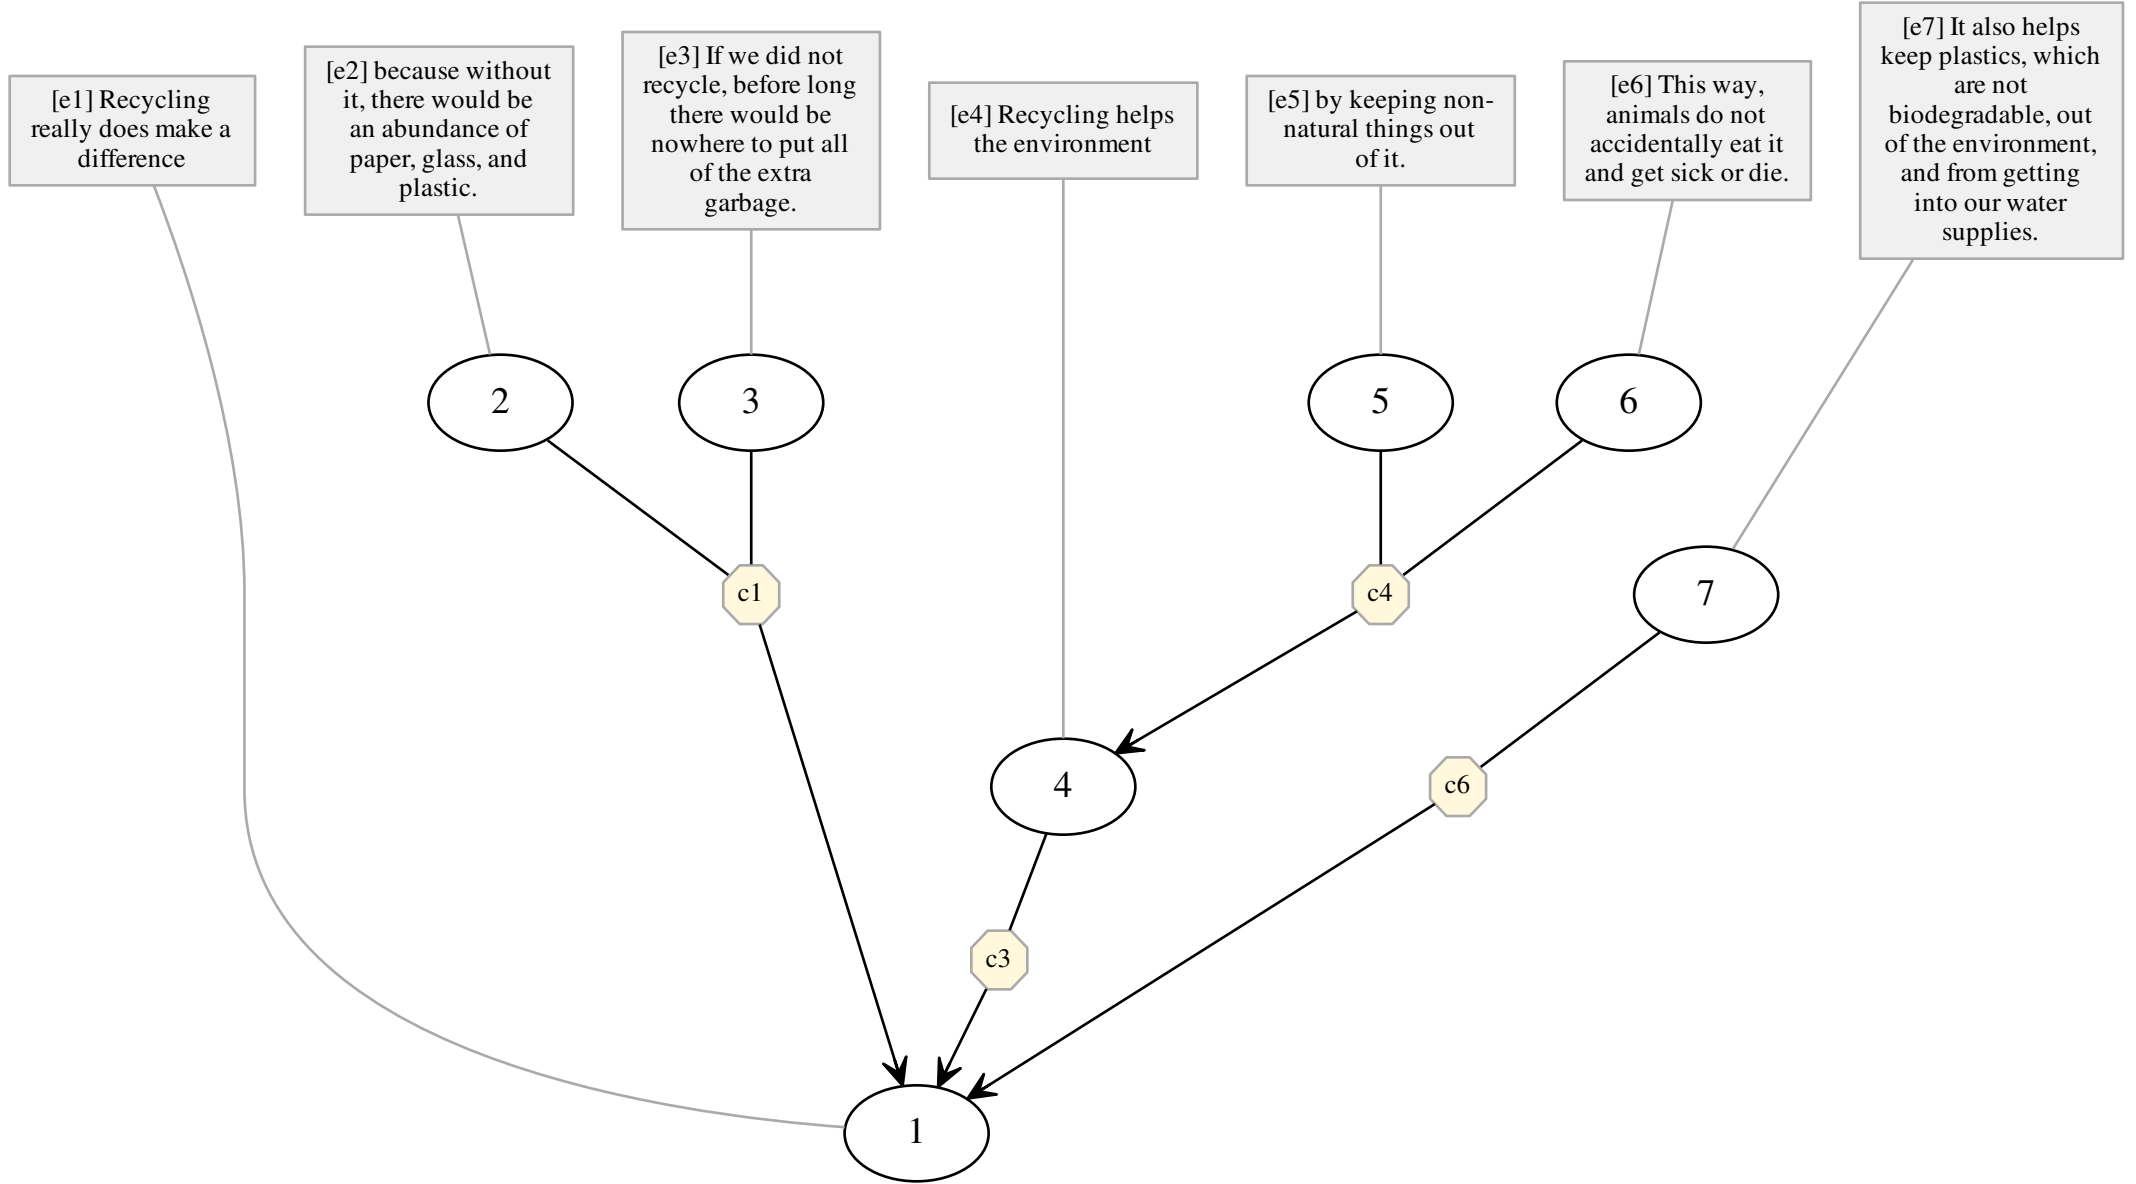 [e1] Recycling
really does make a
difference
[e2] because without
it, there would be
an abundance of
paper, glass, and
plastic.
[e3] If we did not
recycle, before long
there would be
nowhere to put all
of the extra
garbage.
[e4] Recycling helps
the environment
[e5] by keeping non-
natural things out
of it.
[e6] This way,
animals do not
accidentally eat it
and get sick or die.
[e7] It also helps
keep plastics, which
are not
biodegradable, out
of the environment,
and from getting
into our water
supplies.
2
3
5
6
c1
c4
7
4
c6
c3
1